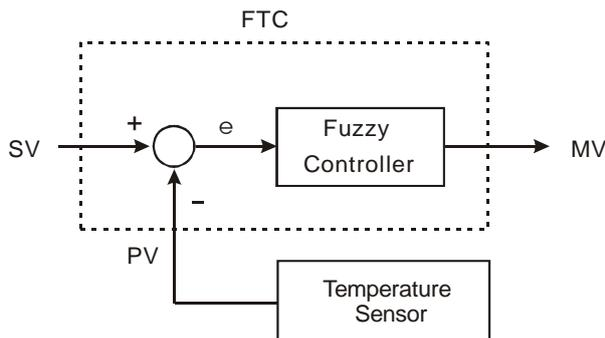 FTC
SV
+
e
Fuzzy
Controller
MV
−
PV
Temperature
Sensor